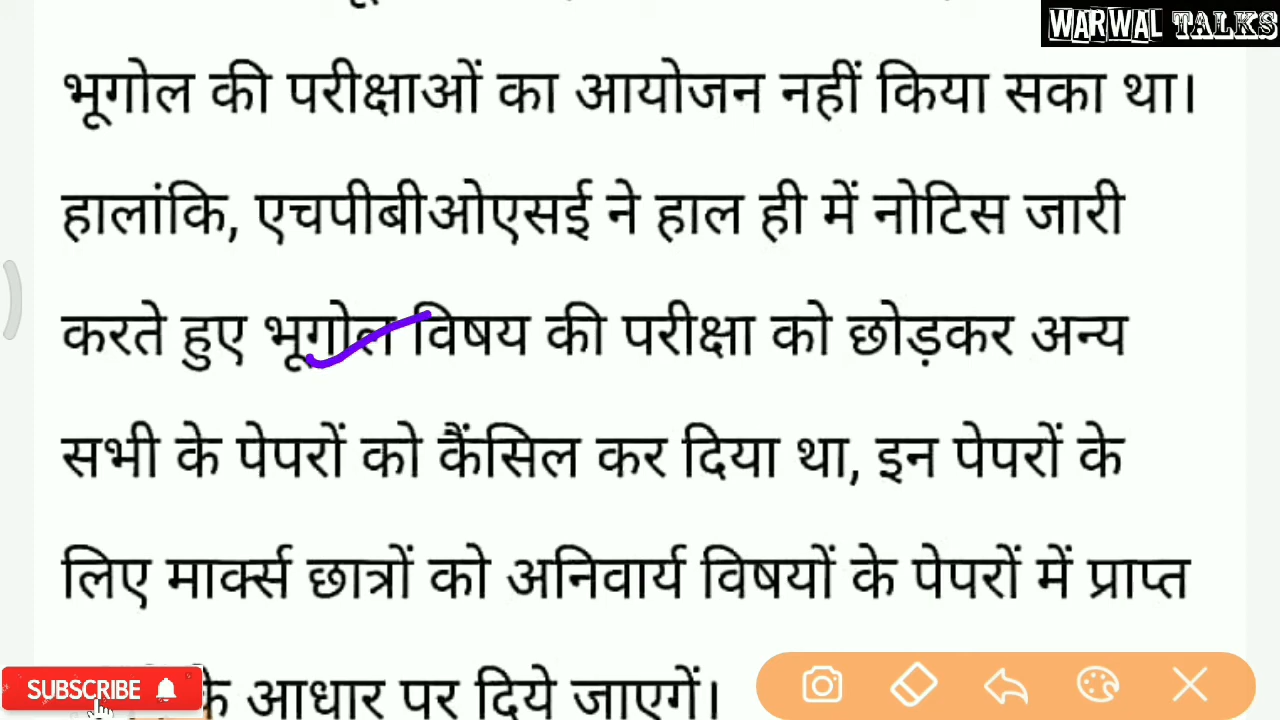 WARWAL TALKS
भूगोल की परीक्षाओं का आयोजन नहीं किया सका था।
हालांकि, एचपीबीओएसई ने हाल ही में नोटिस जारी
करते हुए भूगोल विषय की परीक्षा को छोड़कर अन्य
सभी के पेपरों को कैंसिल कर दिया था, इन पेपरों के
लिए मार्क्स छात्रों को अनिवार्य विषयों के पेपरों में प्राप्त
के आधार पर दिये जाएगें।
SUBSCRIBE